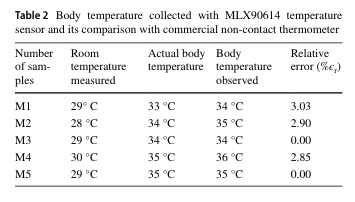 Table 2 Body temperature collected with MLX90614 temperature
sensor and its comparison with commercial non-contact thermometer
Number of sam-ples Room temperature measured Actual body temperature Body temperature observed Relative error (%εr)
M1 29° C 33 °C 34 °C 3.03
M2 28 °C 34 °C 35 °C 2.90
M3 29 °C 34 °C 34 °C 0.00
M4 30 °C 35 °C 36 °C 2.85
M5 29 °C 35 °C 35 °C 0.00